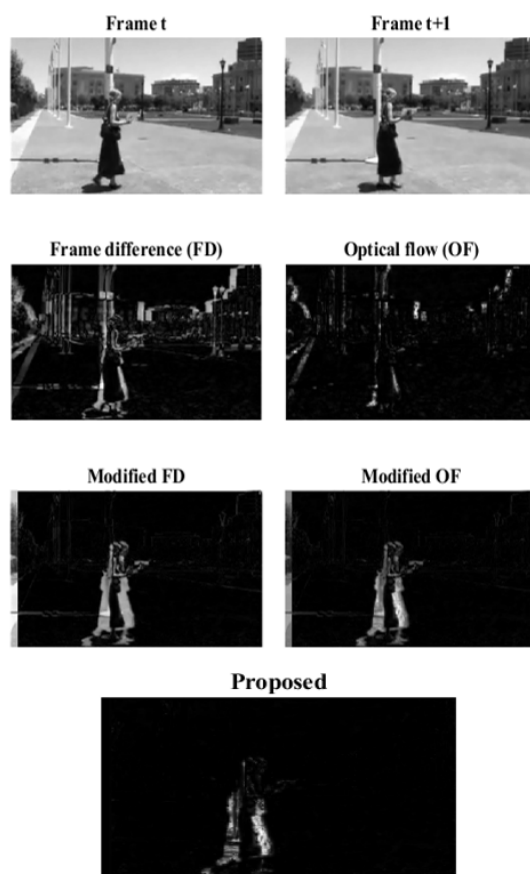 Frame t
Frame t+1
Frame difference (FD)
Optical flow (OF)
Modified FD
Modified OF
Proposed